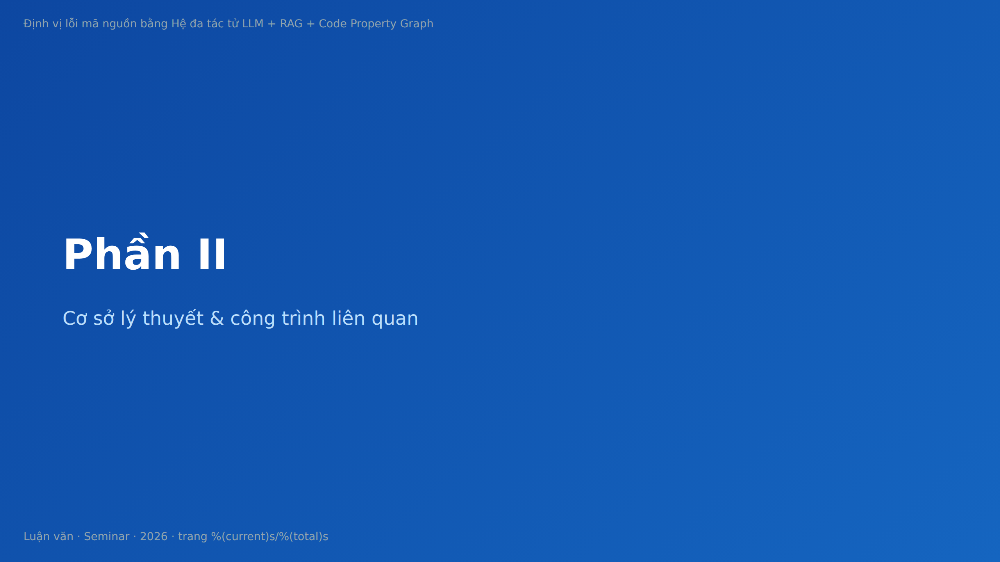 Định vị lỗi mã nguồn bằng Hệ đa tác tử LLM + RAG + Code Property Graph
Phần II
Cơ sở lý thuyết & công trình liên quan
Luận văn · Seminar · 2026 · trang %(current)s/%(total)s